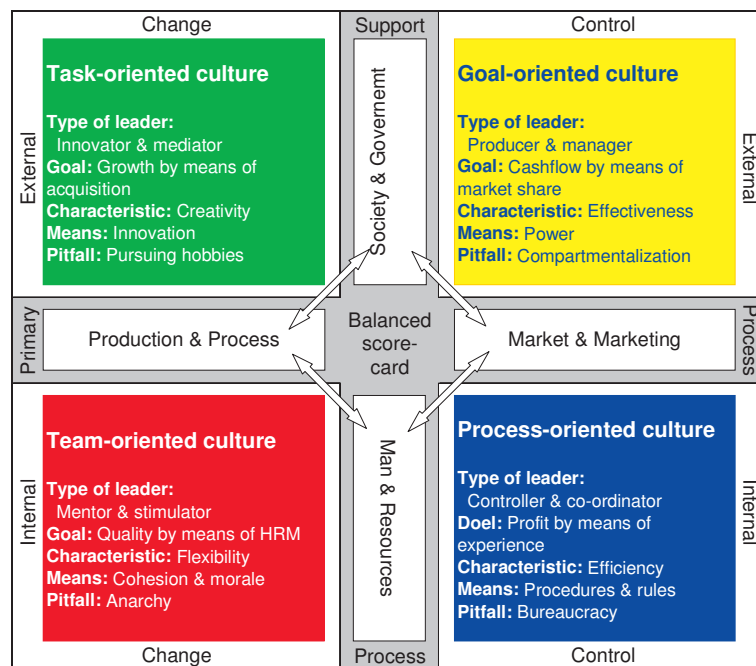 Change
Support
Control
External
Task-oriented culture
Type of leader:
Innovator & mediator
Goal: Growth by means of
acquisition
Characteristic: Creativity
Means: Innovation
Pitfall: Pursuing hobbies
Society & Governemt
Goal-oriented culture
Type of leader:
Producer & manager
Goal: Cashflow by means of
market share
Characteristic: Effectiveness
Means: Power
Pitfall: Compartmentalization
External
Primary
Production & Process
Balanced
score-
card
Market & Marketing
Process
Internal
Team-oriented culture
Type of leader:
Mentor & stimulator
Goal: Quality by means of HRM
Characteristic: Flexibility
Means: Cohesion & morale
Pitfall: Anarchy
Man & Resources
Process-oriented culture
Type of leader:
Controller & co-ordinator
Doel: Profit by means of
experience
Characteristic: Efficiency
Means: Procedures & rules
Pitfall: Bureaucracy
Internal
Change
Process
Control